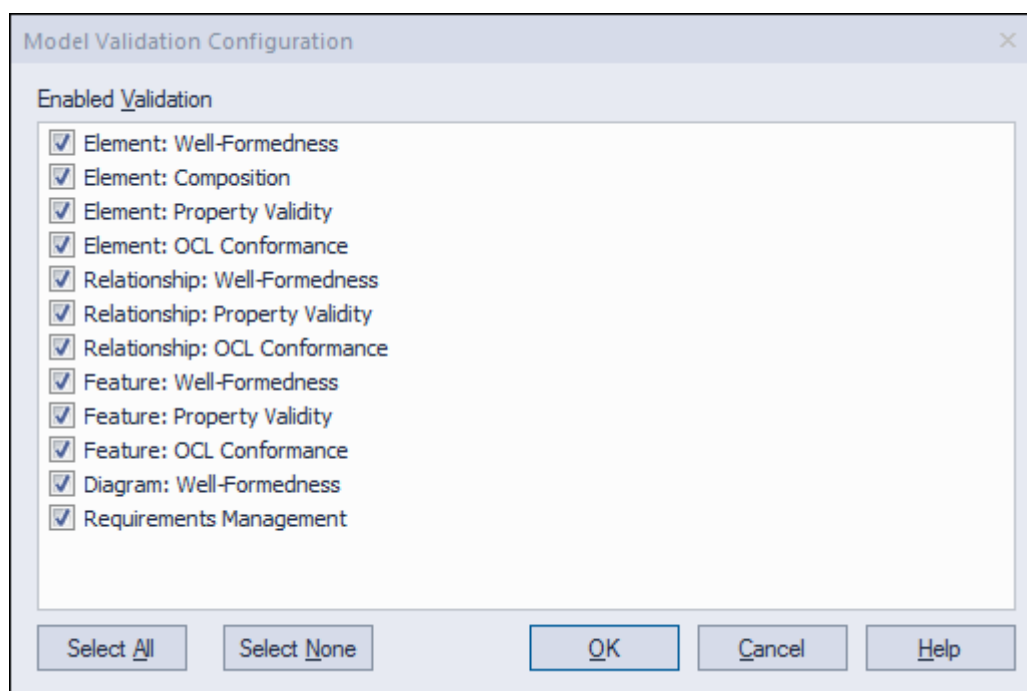 Model Validation Configuration
Enabled Validation
Element: Well-Formedness
Element: Composition
Element: Property Validity
Element: OCL Conformance
Relationship: Well-Formedness
Relationship: Property Validity
Relationship: OCL Conformance
Feature: Well-Formedness
Feature: Property Validity
Feature: OCL Conformance
Diagram: Well-Formedness
Requirements Management
Select All Select None OK Cancel Help